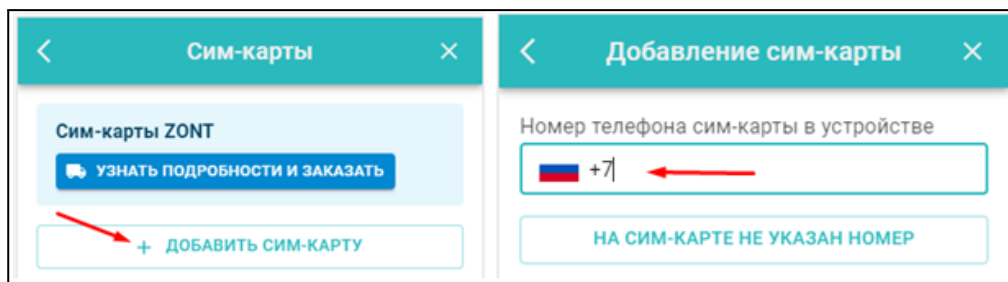 Сим-карты
Сим-карты ZONT
УЗНАТЬ ПОДРОБНОСТИ И ЗАКАЗАТЬ
+ ДОБАВИТЬ СИМ-КАРТУ
Добавление сим-карты
Номер телефона сим-карты в устройстве
+7
НА СИМ-КАРТЕ НЕ УКАЗАН НОМЕР